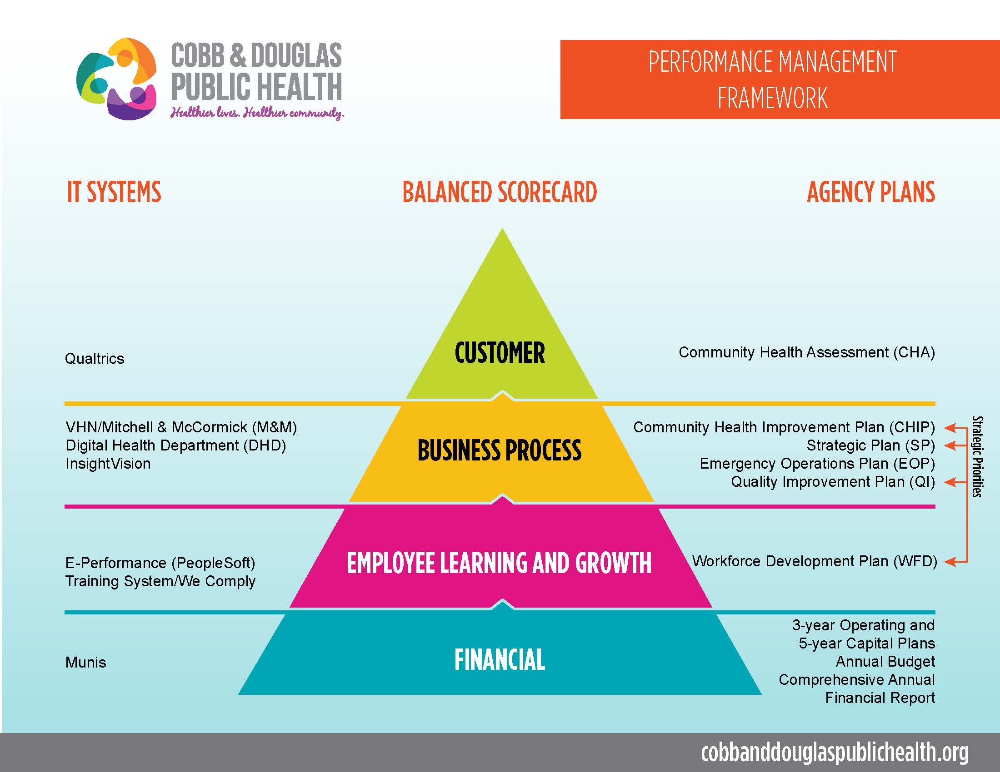 COBB & DOUGLAS
PUBLIC HEALTH
Healthier lives. Healthier community.
PERFORMANCE MANAGEMENT
FRAMEWORK
IT SYSTEMS
BALANCED SCORECARD
AGENCY PLANS
Qualtrics
CUSTOMER
Community Health Assessment (CHA)
VHN/Mitchell & McCormick (M&M)
Digital Health Department (DHD)
InsightVision
BUSINESS PROCESS
Community Health Improvement Plan (CHIP)
Strategic Plan (SP)
Emergency Operations Plan (EOP)
Quality Improvement Plan (QI)
Strategic Priorities
E-Performance (PeopleSoft)
Training System/We Comply
EMPLOYEE LEARNING AND GROWTH
Workforce Development Plan (WFD)
Munis
FINANCIAL
3-year Operating and
5-year Capital Plans
Annual Budget
Comprehensive Annual
Financial Report
cobbanddouglaspublichealth.org